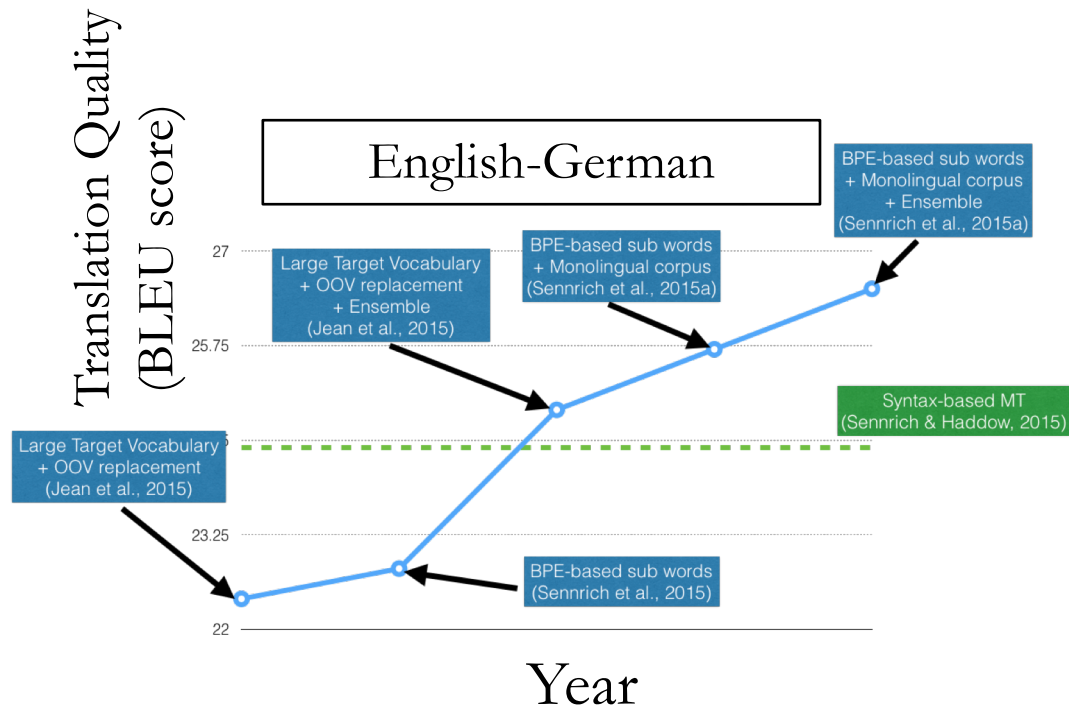 Translation Quality
(BLEU score)
English-German
BPE-based sub words
+ Monolingual corpus
+ Ensemble
(Sennrich et al., 2015a)
BPE-based sub words
+ Monolingual corpus
(Sennrich et al., 2015a)
Large Target Vocabulary
+ OOV replacement
+ Ensemble
(Jean et al., 2015)
27
25.75
Syntax-based MT
(Sennrich & Haddow, 2015)
Large Target Vocabulary
+ OOV replacement
(Jean et al., 2015)
23.25
BPE-based sub words
(Sennrich et al., 2015)
22
Year